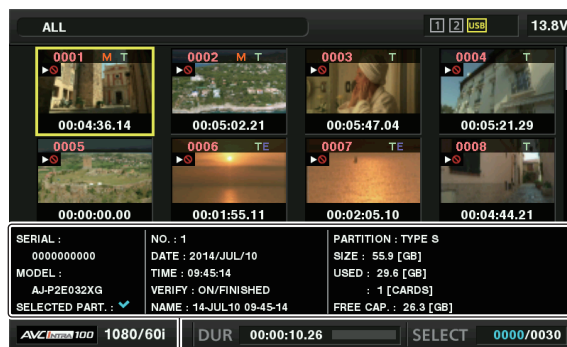 ALL 1 2 USB 13.8V
0001 M T 0002 M T 0003 T 0004 T
00:04:36.14 00:05:02.21 00:05:47.04 00:05:21.29
0005 0006 TE 0007 TE 0008 T
00:00:00.00 00:01:55.11 00:02:05.10 00:04:44.21
SERIAL :
0000000000
MODEL :
AJ-P2E032XG
SELECTED PART. :
NO. : 1
DATE : 2014/JUL/10
TIME : 09:45:14
VERIFY : ON/FINISHED
NAME : 14-JUL10 09-45-14
PARTITION : TYPE S
SIZE : 55.9 [GB]
USED : 29.6 [GB]
: 1 [CARDS]
FREE CAP. : 26.3 [GB]
AVC INTRA 100 1080/60i DUR 00:00:10.26 SELECT 0000/0030